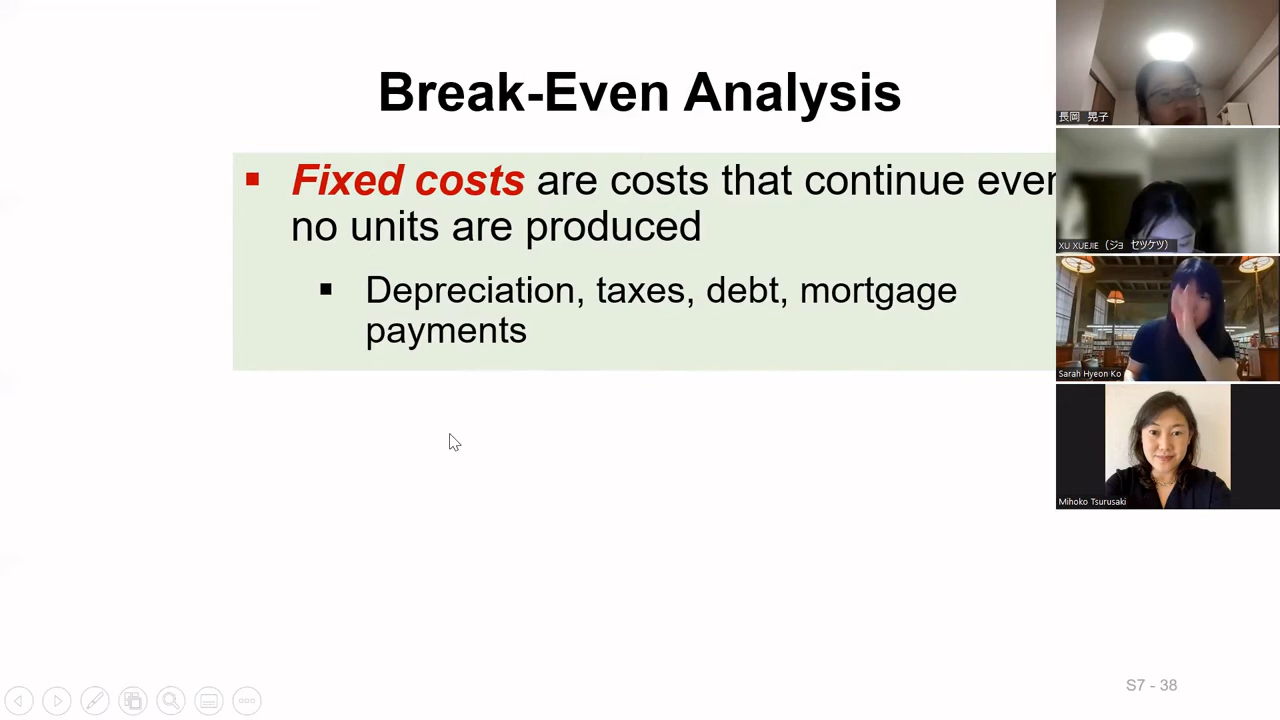 Break-Even Analysis
Fixed costs are costs that continue even
no units are produced
Depreciation, taxes, debt, mortgage
payments
S7 - 38
長岡 晃子
XU XUEJIE (ジョ セツケツ)
Sarah Hyeon Ko
Mihoko Tsurusaki